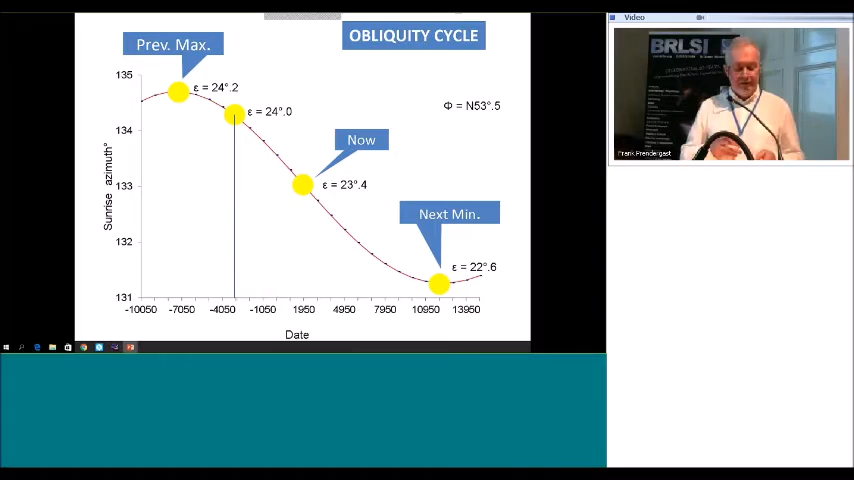 OBLIQUITY CYCLE
Prev. Max.
135
ε = 24°.2
ε = 24°.0
Φ = N53°.5
134
Now
133
ε = 23°.4
Next Min.
132
ε = 22°.6
131
Sunrise azimuth°
-10050 -7050 -4050 -1050 1950 4950 7950 10950 13950
Date
Video
BRLSI
Frank Prendergast